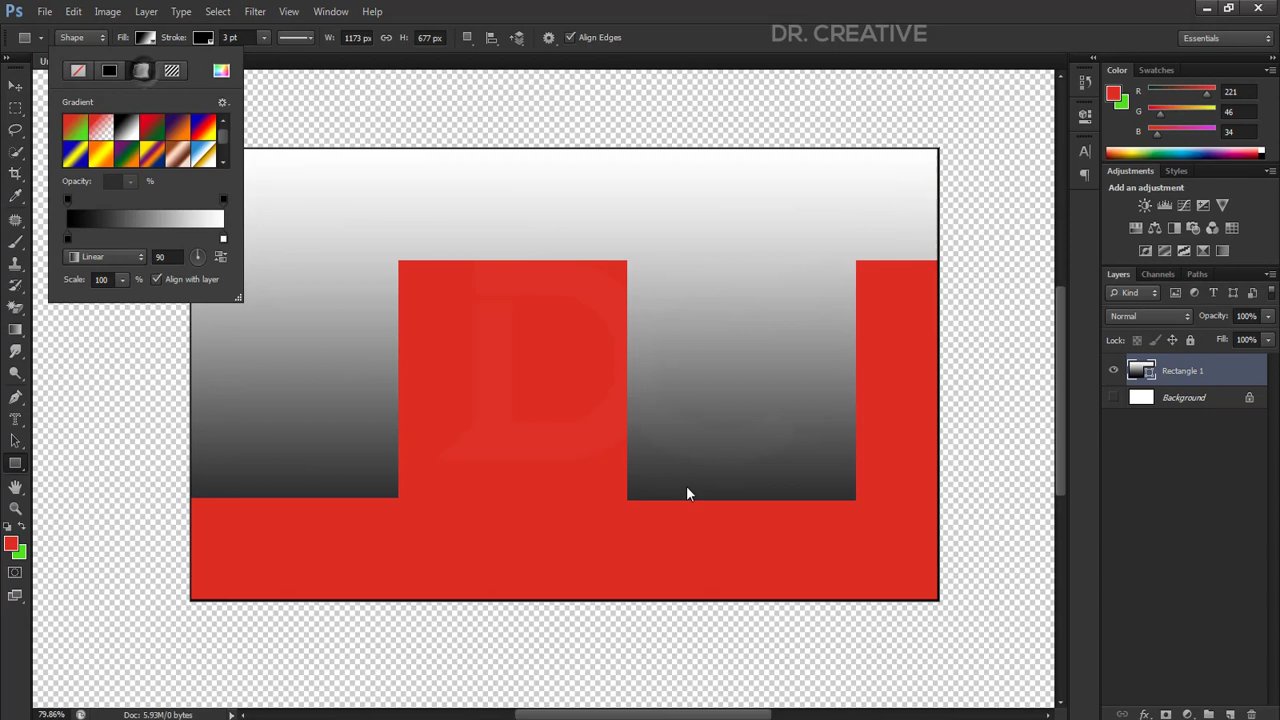 Ps File Edit Image Layer Type Select Filter View Window Help
Shape Fill: Stroke: 3 pt W: 1173 px H: 677 px Align Edges DR. CREATIVE Essentials
Gradient
Opacity: %
Linear 90
Scale: 100 % Align with layer
Color Swatches
R 221
G 46
B 34
Adjustments Styles
Add an adjustment
Layers Channels Paths
Kind
Normal Opacity: 100%
Lock: Fill: 100%
Rectangle 1
Background
79.86% Doc: 5.93M/0 bytes